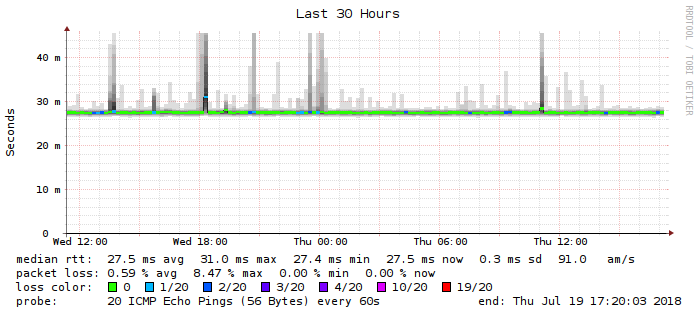 Last 30 Hours
RRDTOOL / TOBI OETIKER
Seconds
40 m
30 m
20 m
10 m
0
Wed 12:00 Wed 18:00 Thu 00:00 Thu 06:00 Thu 12:00
median rtt: 27.5 ms avg 31.0 ms max 27.4 ms min 27.5 ms now 0.3 ms sd 91.0 am/s
packet loss: 0.59 % avg 8.47 % max 0.00 % min 0.00 % now
loss color: 0 1/20 2/20 3/20 4/20 10/20 19/20
probe: 20 ICMP Echo Pings (56 Bytes) every 60s end: Thu Jul 19 17:20:03 2018